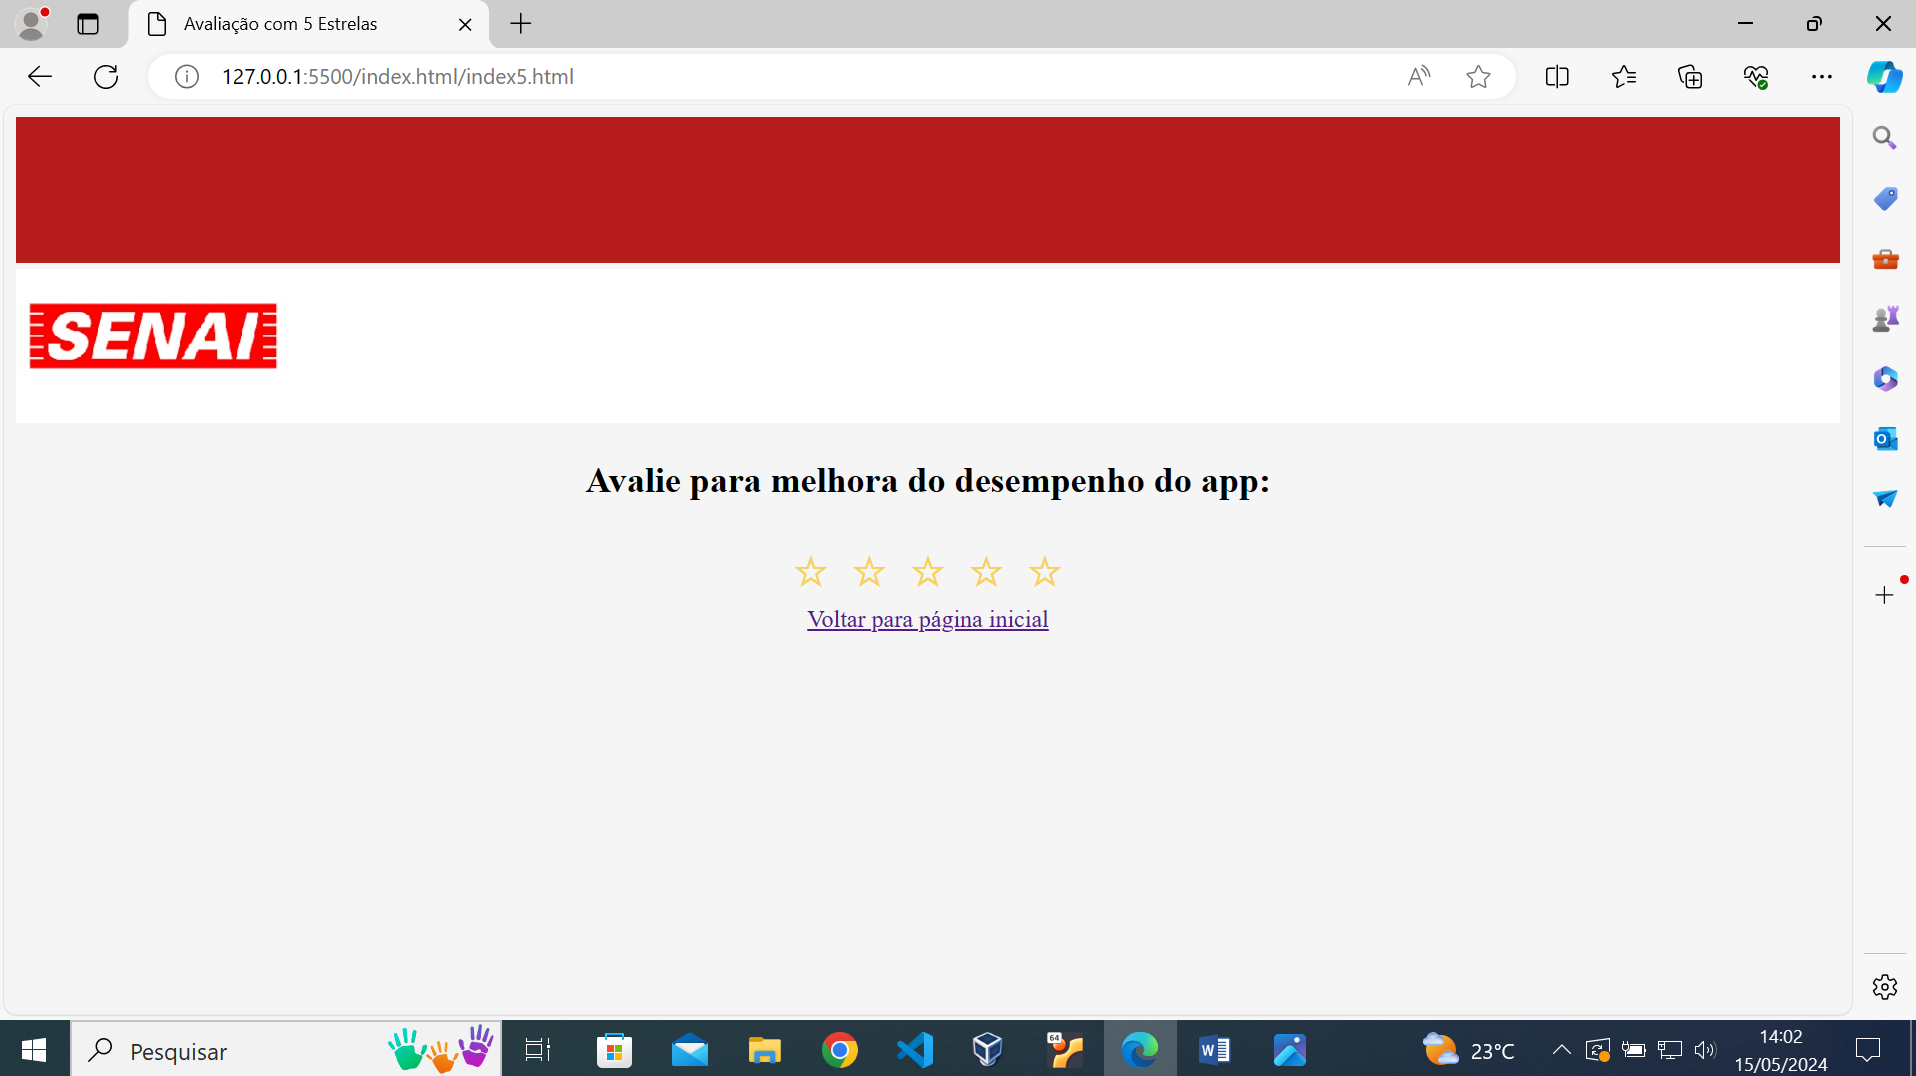 Avaliação com 5 Estrelas
127.0.0.1:5500/index.html/index5.html
SENAI
Avalie para melhora do desempenho do app:
Voltar para página inicial
Pesquisar
64
23°C
14:02
15/05/2024